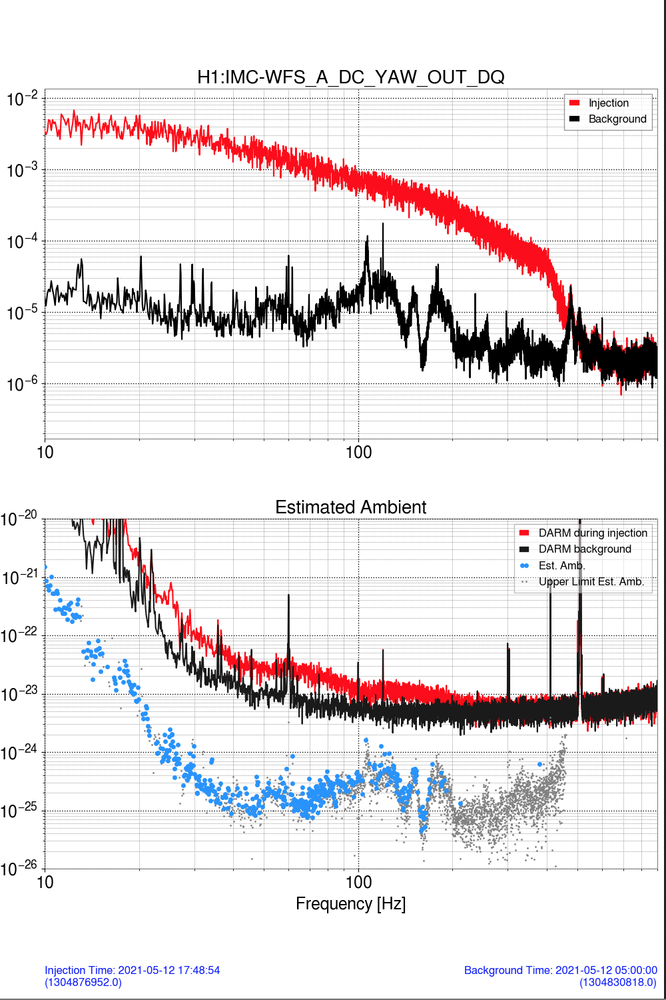 H1:IMC-WFS_A_DC_YAW_OUT_DQ
10−2
10−3
10−4
10−5
10−6
Injection
Background
10
100
Estimated Ambient
10−20
10−21
10−22
10−23
10−24
10−25
10−26
DARM during injection
DARM background
Est. Amb.
Upper Limit Est. Amb.
10
100
Frequency [Hz]
Injection Time: 2021-05-12 17:48:54
(1304876952.0)
Background Time: 2021-05-12 05:00:00
(1304830818.0)